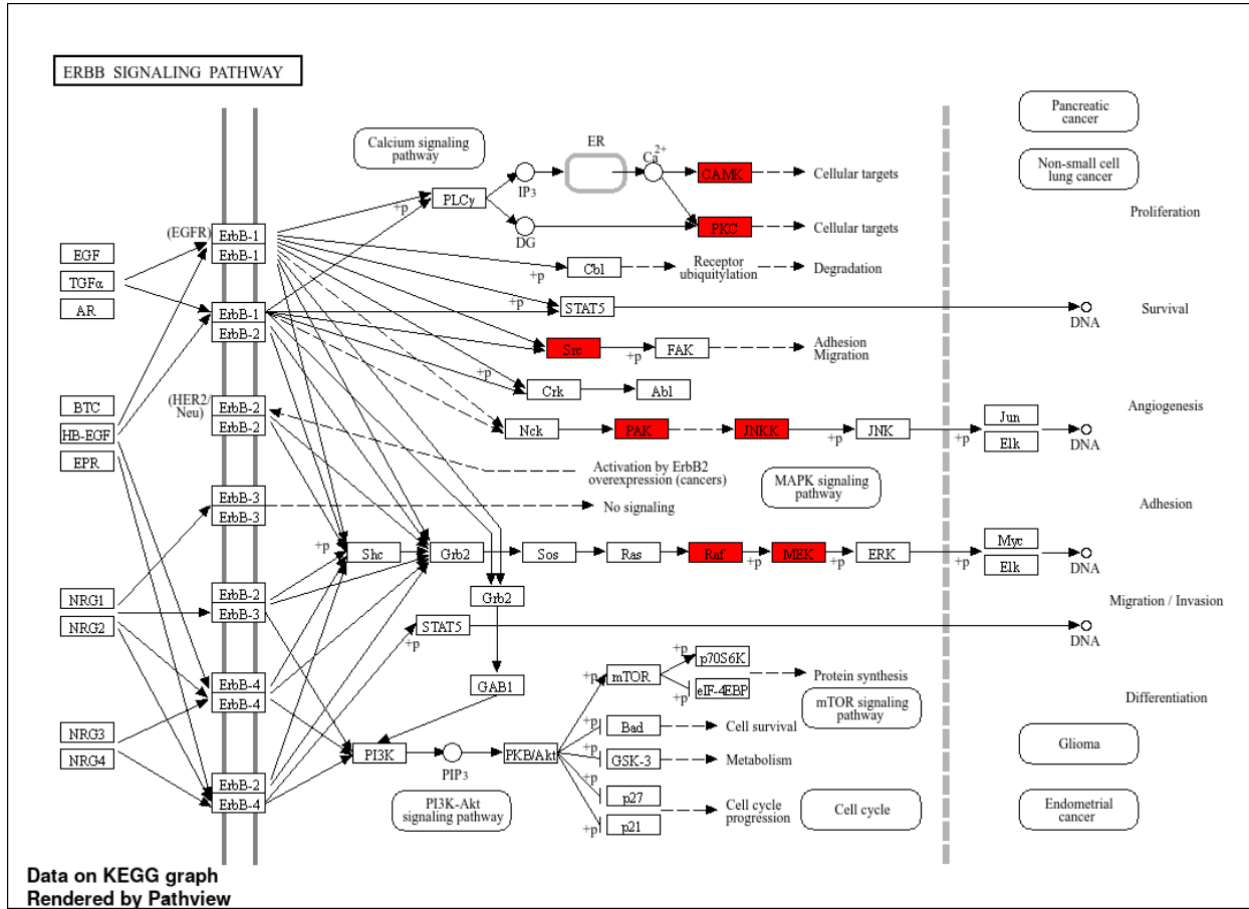 ERBB SIGNALING PATHWAY
Calcium signaling
pathway
ER
Ca2+
IP3
DG
PLCγ
+p
CAMK
Cellular targets
PKC
Cellular targets
Pancreatic
cancer
Non-small cell
lung cancer
Proliferation
(EGFR)
ErbB-1
ErbB-1
EGF
TGFα
AR
ErbB-1
ErbB-2
+p
Cbl
Receptor
ubiquitylation
Degradation
+p
STAT5
DNA
Survival
Src
+p
FAK
Adhesion
Migration
+p
Crk
Abl
(HER2/
Neu)
ErbB-2
ErbB-2
BTC
HB-EGF
EPR
Nck
PAK
JNKK
+p
JNK
+p
Jun
Elk
DNA
Angiogenesis
Activation by ErbB2
overexpression (cancers)
MAPK signaling
pathway
ErbB-3
ErbB-3
No signaling
Adhesion
+p
Shc
Grb2
Sos
Ras
Raf
+p
MEK
+p
ERK
+p
Myc
Elk
DNA
NRG1
NRG2
ErbB-2
ErbB-3
Grb2
Migration / Invasion
STAT5
+p
DNA
ErbB-4
ErbB-4
GAB1
+p
mTOR
+p
p70S6K
+p
eIF-4EBP
Protein synthesis
mTOR signaling
pathway
Differentiation
NRG3
NRG4
PI3K
PIP3
PKB/Akt
+p
Bad
Cell survival
+p
GSK-3
Metabolism
Glioma
ErbB-2
ErbB-4
PI3K-Akt
signaling pathway
+p
p27
+p
p21
Cell cycle
progression
Cell cycle
Endometrial
cancer
Data on KEGG graph
Rendered by Pathview